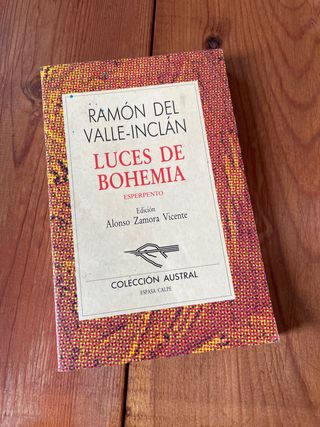 RAMÓN DEL
VALLE-INCLÁN
LUCES DE
BOHEMIA
ESPERPENTO
Edición
Alonso Zamora Vicente
COLECCIÓN AUSTRAL
ESPASA CALPE